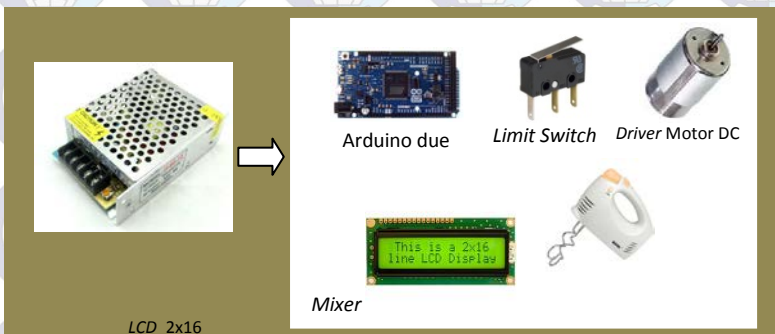 Arduino due
Limit Switch
Driver Motor DC
This is a 2x16
line LCD Display
Mixer
LCD 2x16